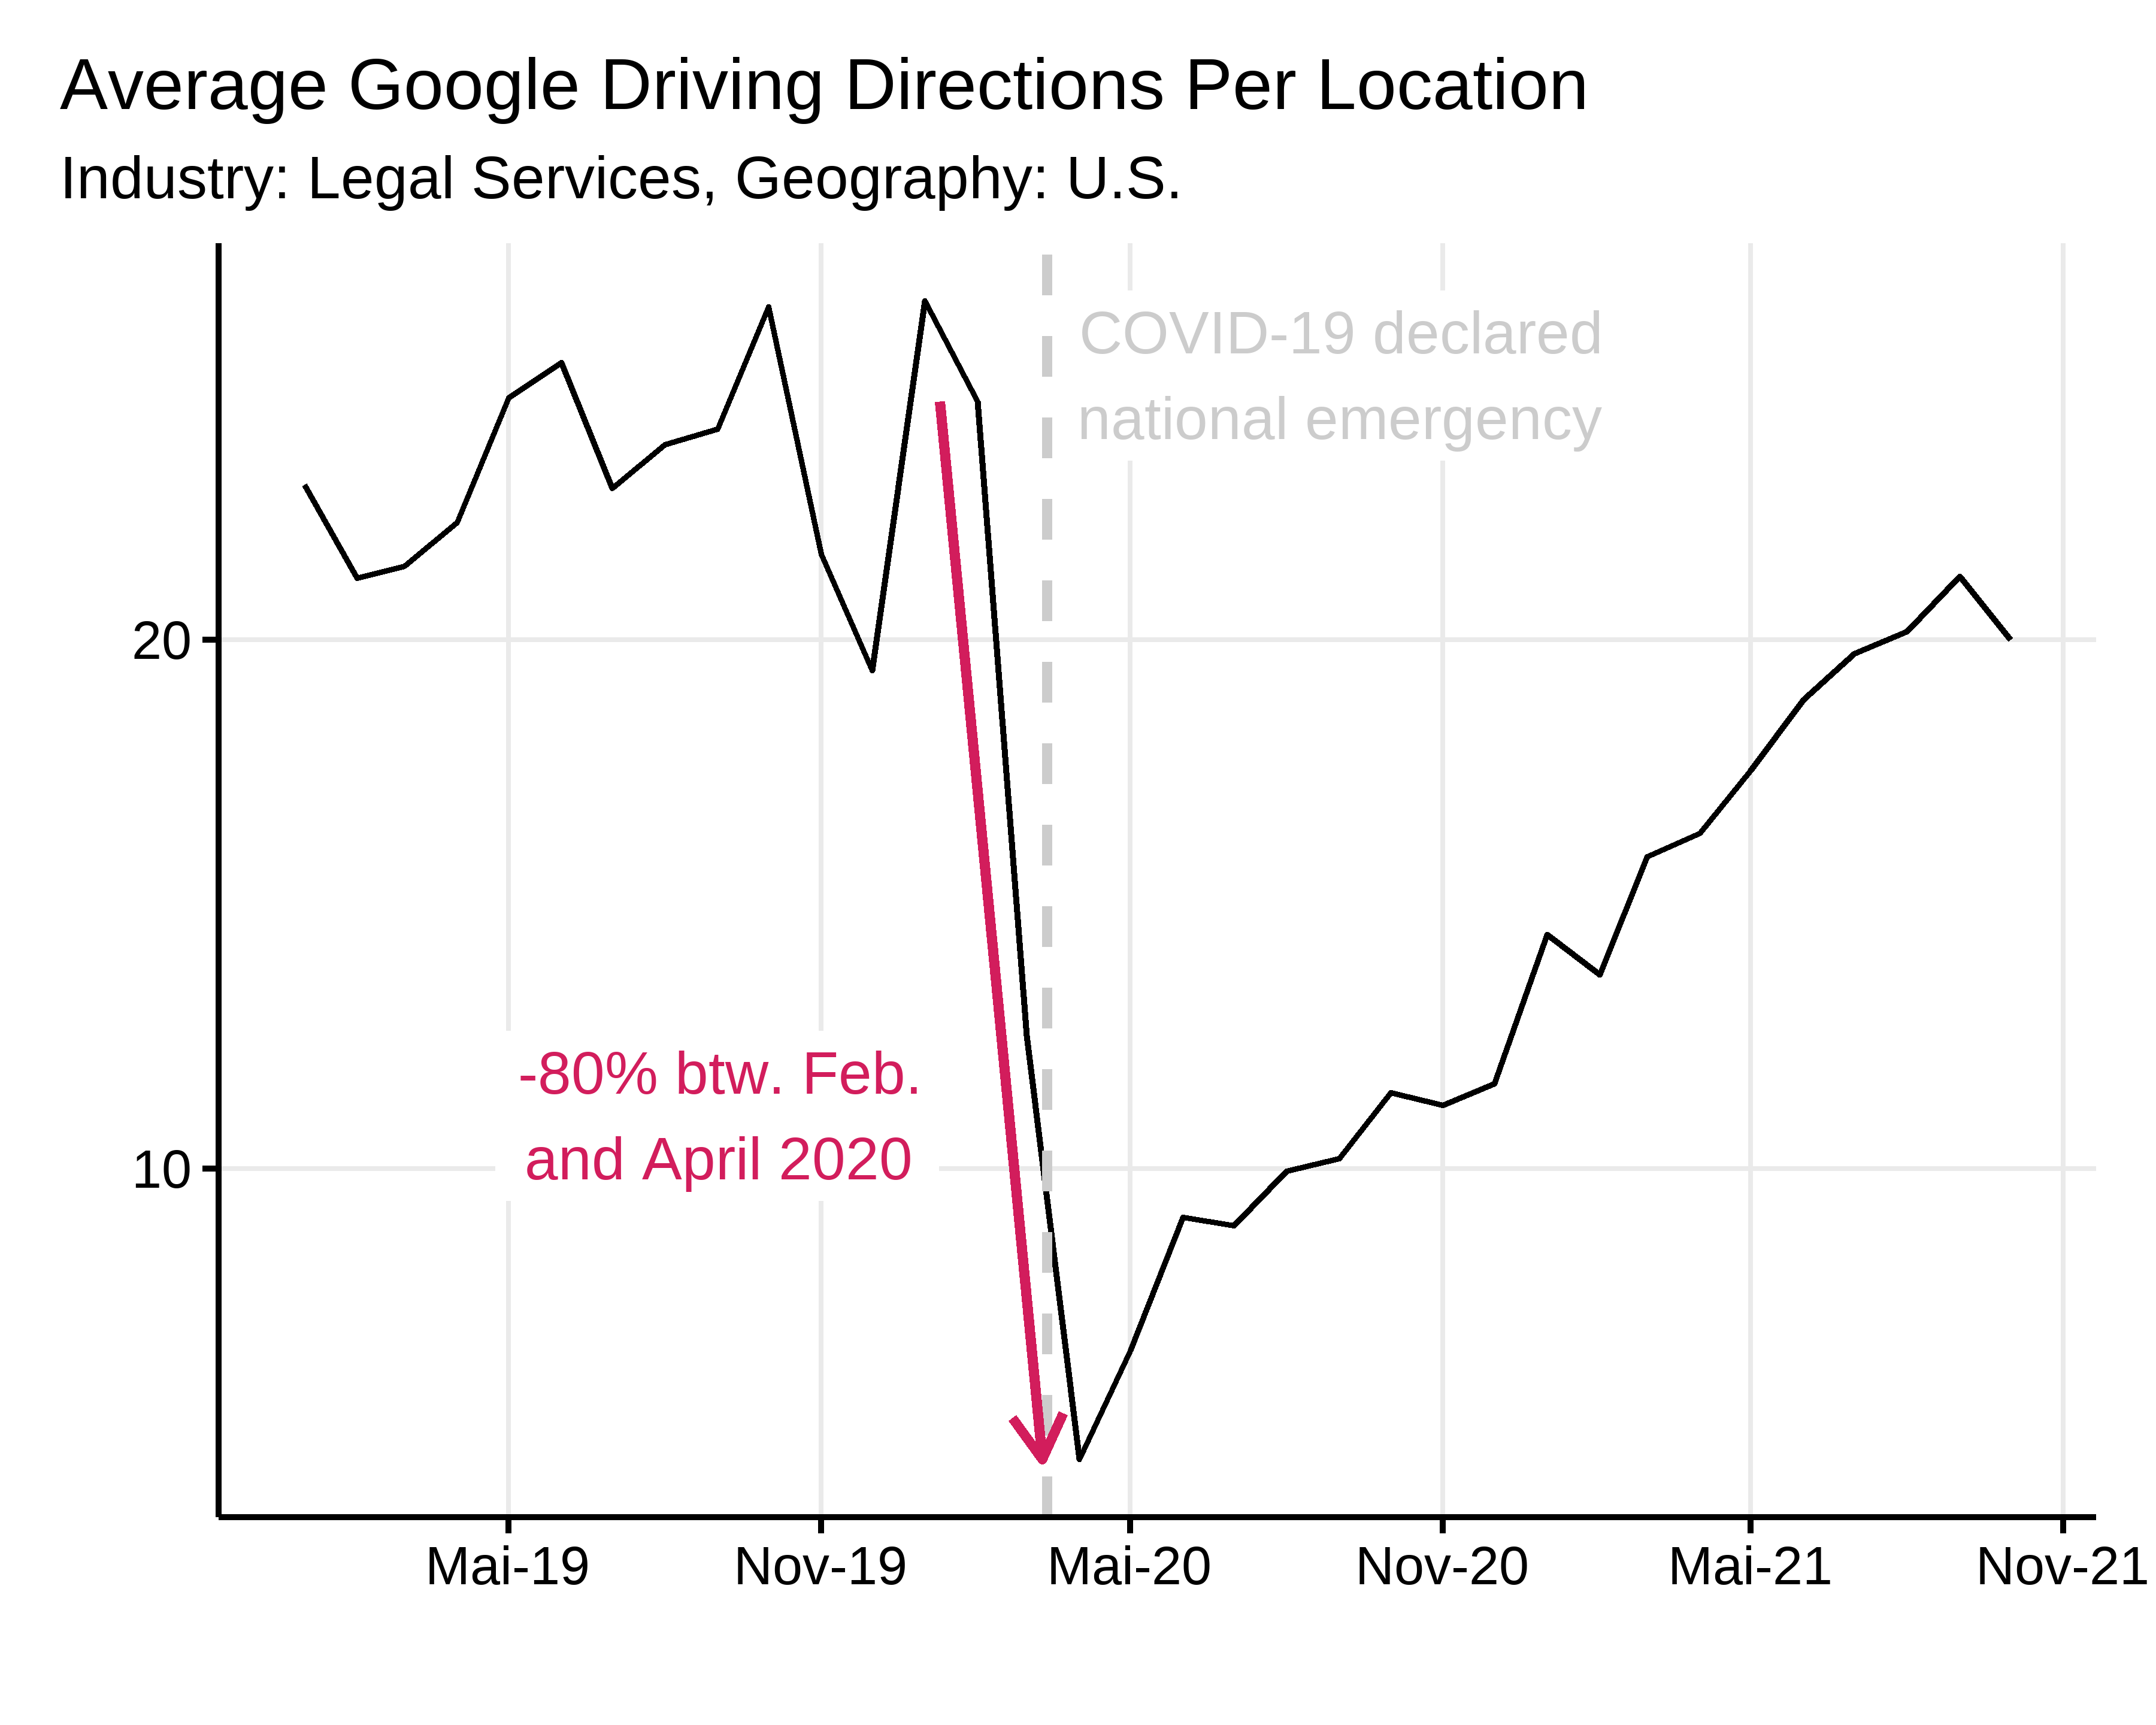 Average Google Driving Directions Per Location
Industry: Legal Services, Geography: U.S.
COVID-19 declared
national emergency
20
-80% btw. Feb.
and April 2020
10
Mai-19
Nov-19
Mai-20
Nov-20
Mai-21
Nov-21